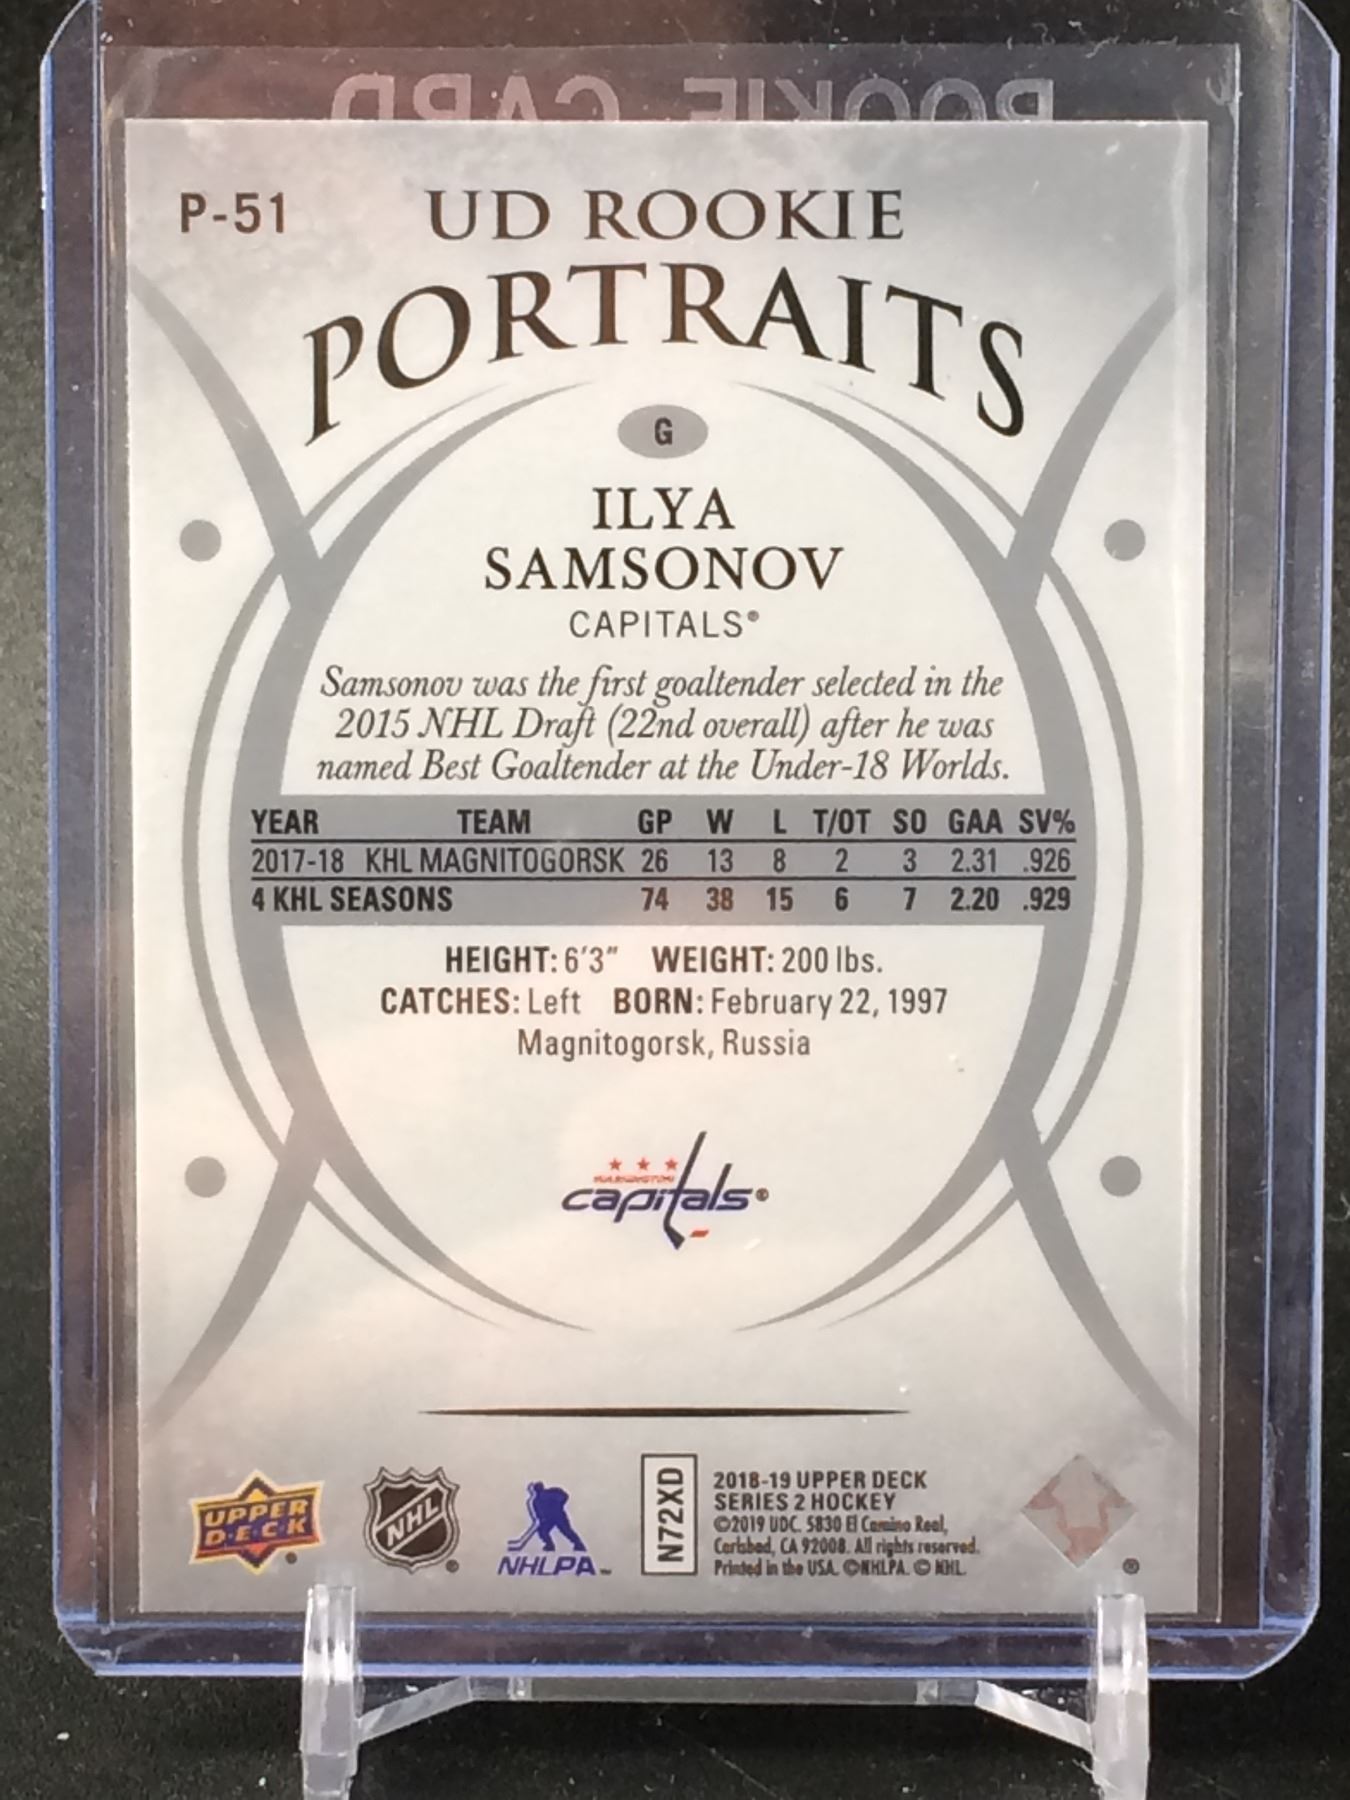 ROOKIE CARD
P-51
UD ROOKIE
PORTRAITS
G
ILYA
SAMSONOV
CAPITALS®
Samsonov was the first goaltender selected in the
2015 NHL Draft (22nd overall) after he was
named Best Goaltender at the Under-18 Worlds.
YEAR TEAM GP W L T/OT SO GAA SV%
2017-18 KHL MAGNITOGORSK 26 13 8 2 3 2.31 .926
4 KHL SEASONS 74 38 15 6 7 2.20 .929
HEIGHT: 6'3" WEIGHT: 200 lbs.
CATCHES: Left BORN: February 22, 1997
Magnitogorsk, Russia
WASHINGTON
capitals®
UPPER
DECK
NHL
NHLPA
N72XD
2018-19 UPPER DECK
SERIES 2 HOCKEY
©2019 UDC. 5830 El Camino Real,
Carlsbad, CA 92008. All rights reserved.
Printed in the USA. ©NHLPA. © NHL.